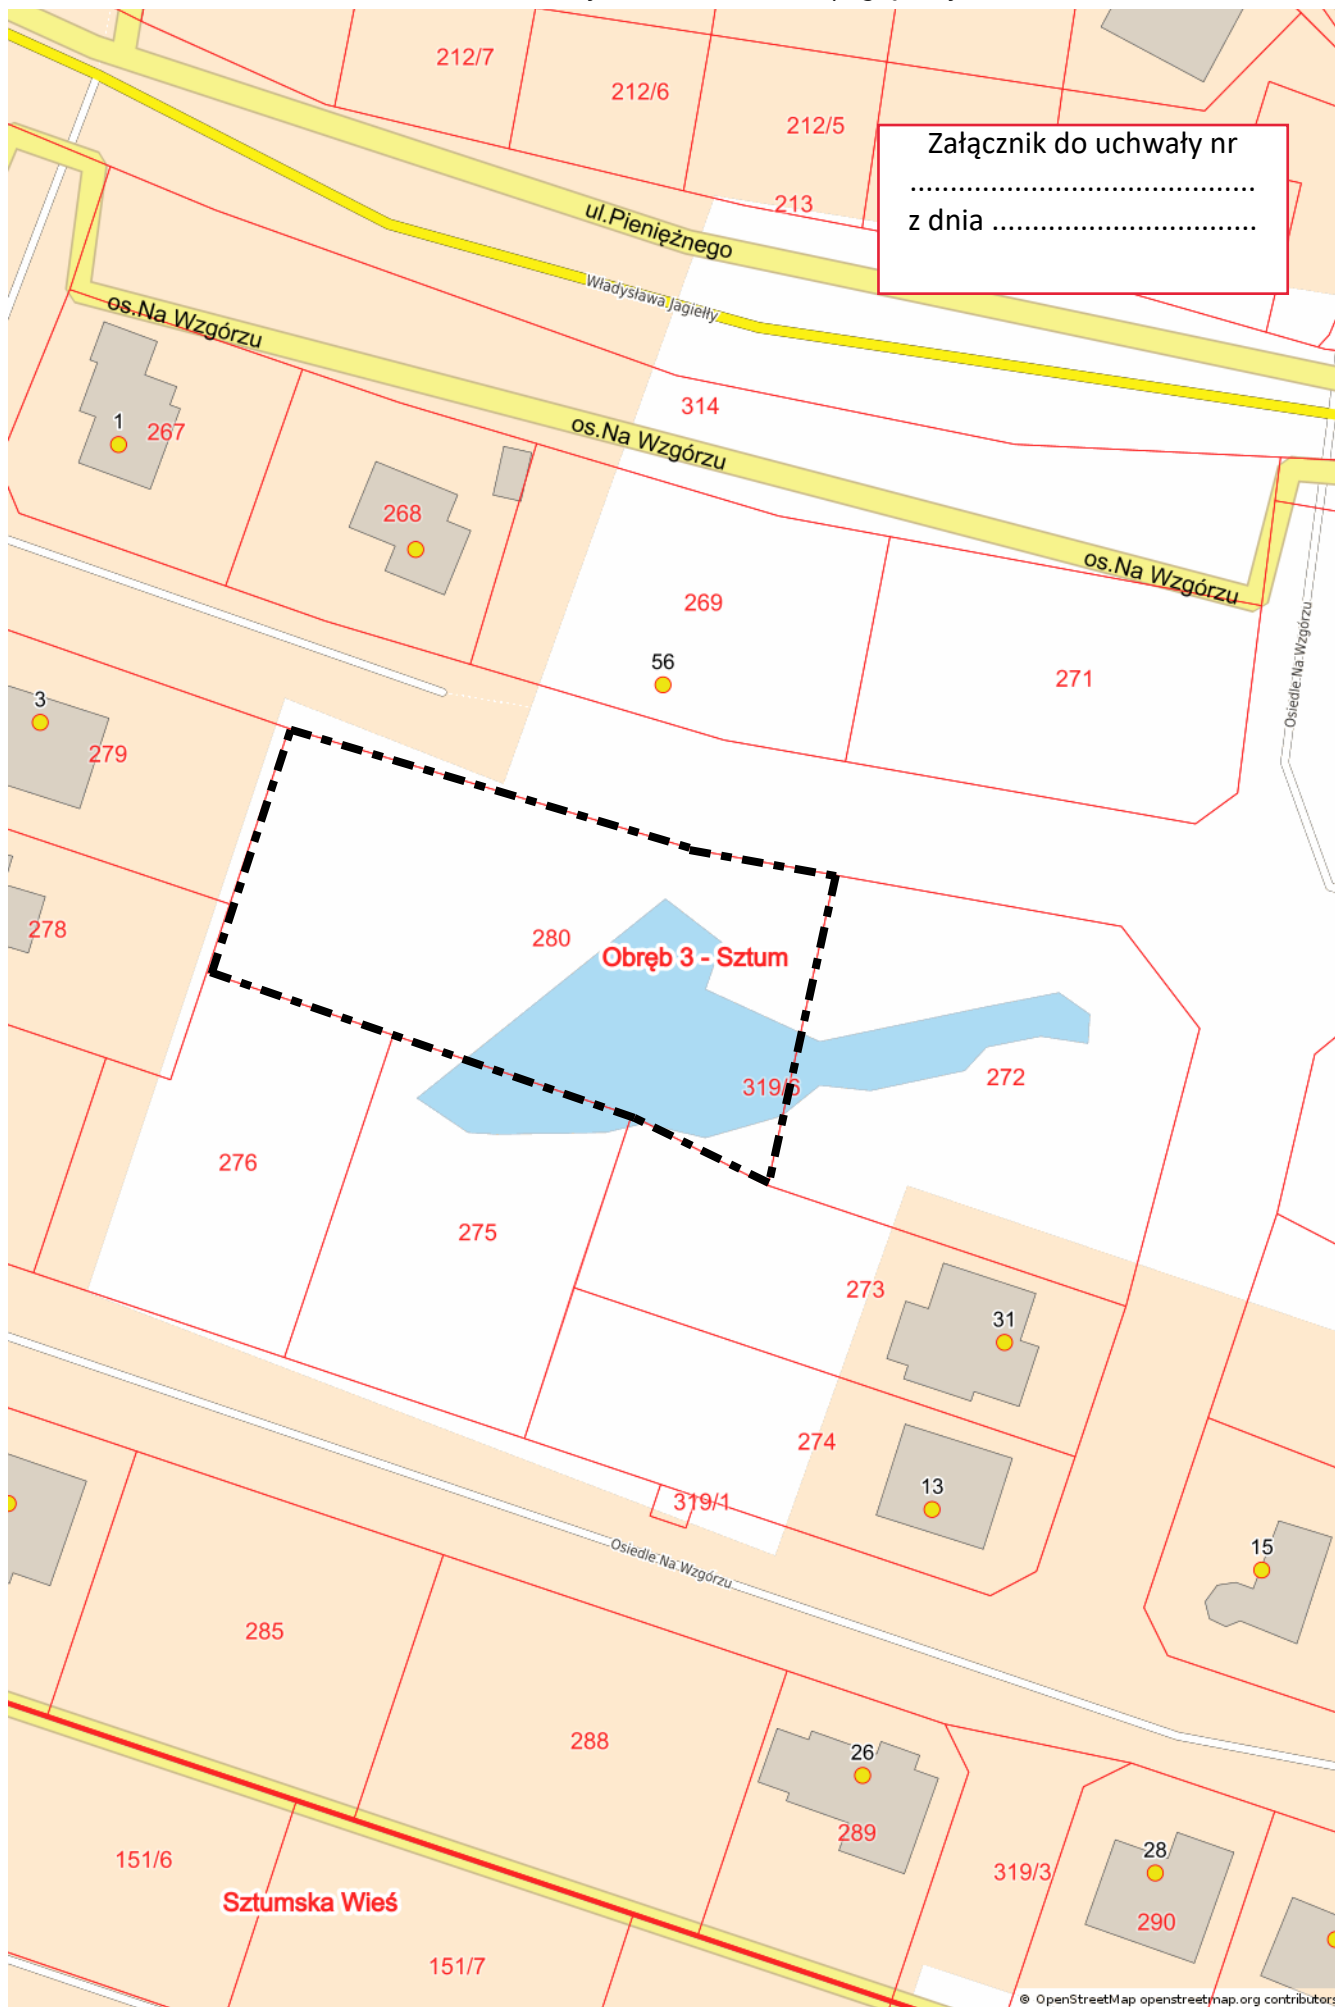 212/7
212/6
212/5
Załącznik do uchwały nr
.............................................
z dnia ..................................
213
ul.Pieniężnego
Władysława Jagiełły
os.Na Wzgórzu
314
os.Na Wzgórzu
1
267
268
os.Na Wzgórzu
269
56
271
Osiedle Na Wzgórzu
3
279
278
280
Obręb 3 - Sztum
319/6
272
276
275
273
31
274
13
319/1
Osiedle Na Wzgórzu
15
285
288
26
289
151/6
Sztumska Wieś
319/3
28
290
151/7
© OpenStreetMap openstreetmap.org contributors